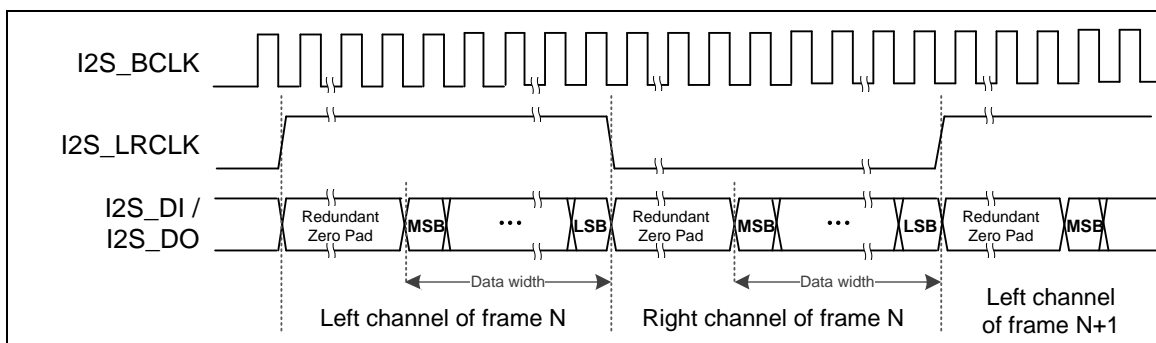 I2S_BCLK
I2S_LRCLK
I2S_DI /
I2S_DO
Redundant
Zero Pad
MSB
...
LSB
Redundant
Zero Pad
MSB
...
LSB
Redundant
Zero Pad
MSB
Data width
Data width
Left channel of frame N
Right channel of frame N
Left channel
of frame N+1